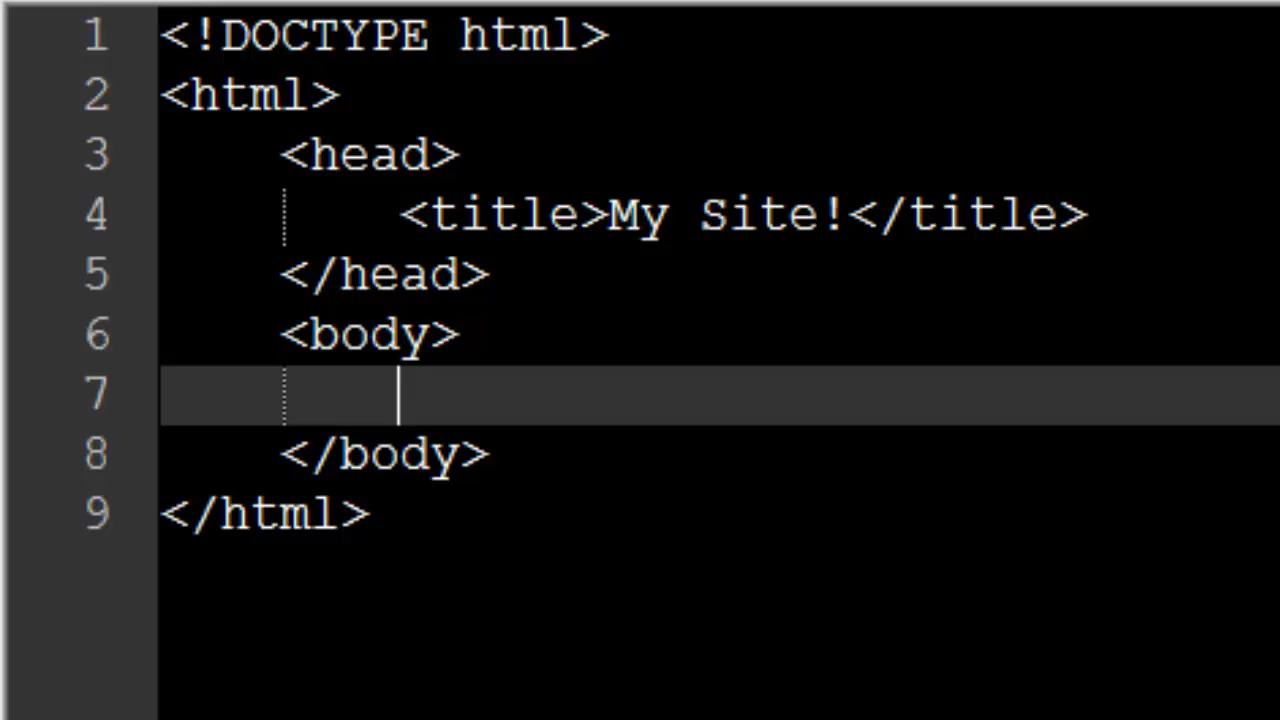 1 <!DOCTYPE html>
2 <html>
3     <head>
4         <title>My Site!</title>
5     </head>
6     <body>
7
8     </body>
9 </html>